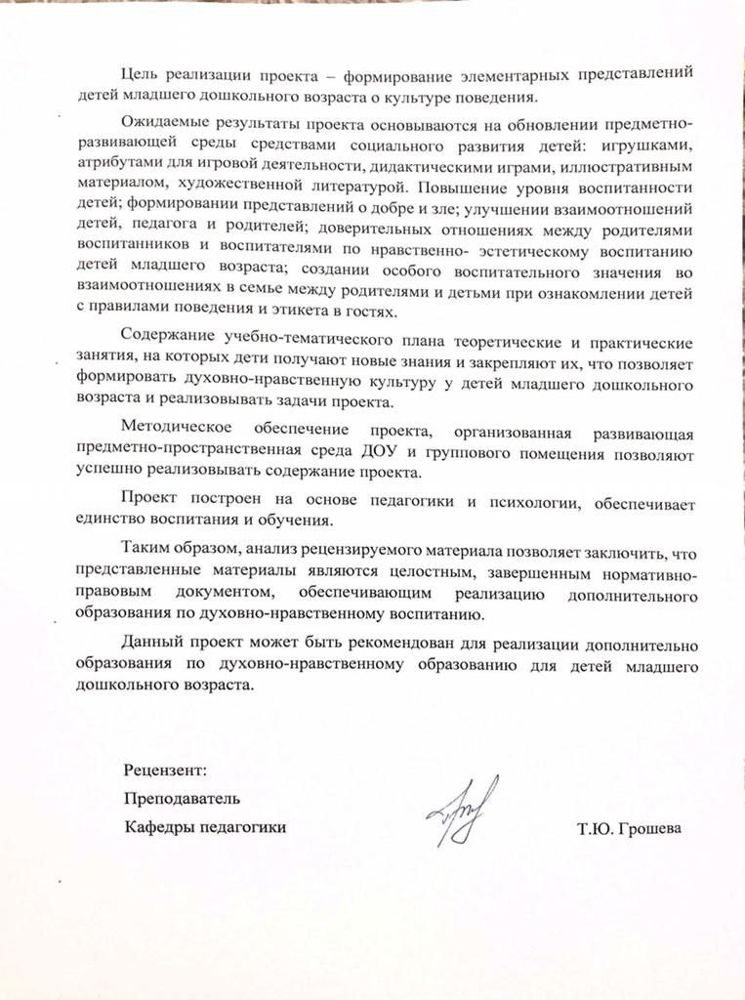 Цель реализации проекта – формирование элементарных представлений
детей младшего дошкольного возраста о культуре поведения.
Ожидаемые результаты проекта основываются на обновлении предметно-
развивающей среды средствами социального развития детей: игрушками,
атрибутами для игровой деятельности, дидактическими играми, иллюстративным
материалом, художественной литературой. Повышение уровня воспитанности
детей; формировании представлений о добре и зле; улучшении взаимоотношений
детей, педагога и родителей; доверительных отношениях между родителями
воспитанников и воспитателями по нравственно- эстетическому воспитанию
детей младшего возраста; создании особого воспитательного значения во
взаимоотношениях в семье между родителями и детьми при ознакомлении детей
с правилами поведения и этикета в гостях.
Содержание учебно-тематического плана теоретические и практические
занятия, на которых дети получают новые знания и закрепляют их, что позволяет
формировать духовно-нравственную культуру у детей младшего дошкольного
возраста и реализовывать задачи проекта.
Методическое обеспечение проекта, организованная развивающая
предметно-пространственная среда ДОУ и группового помещения позволяют
успешно реализовывать содержание проекта.
Проект построен на основе педагогики и психологии, обеспечивает
единство воспитания и обучения.
Таким образом, анализ рецензируемого материала позволяет заключить, что
представленные материалы являются целостным, завершенным нормативно-
правовым документом, обеспечивающим реализацию дополнительного
образования по духовно-нравственному воспитанию.
Данный проект может быть рекомендован для реализации дополнительно
образования по духовно-нравственному образованию для детей младшего
дошкольного возраста.
Рецензент:
Преподаватель
Кафедры педагогики Т.Ю. Грошева